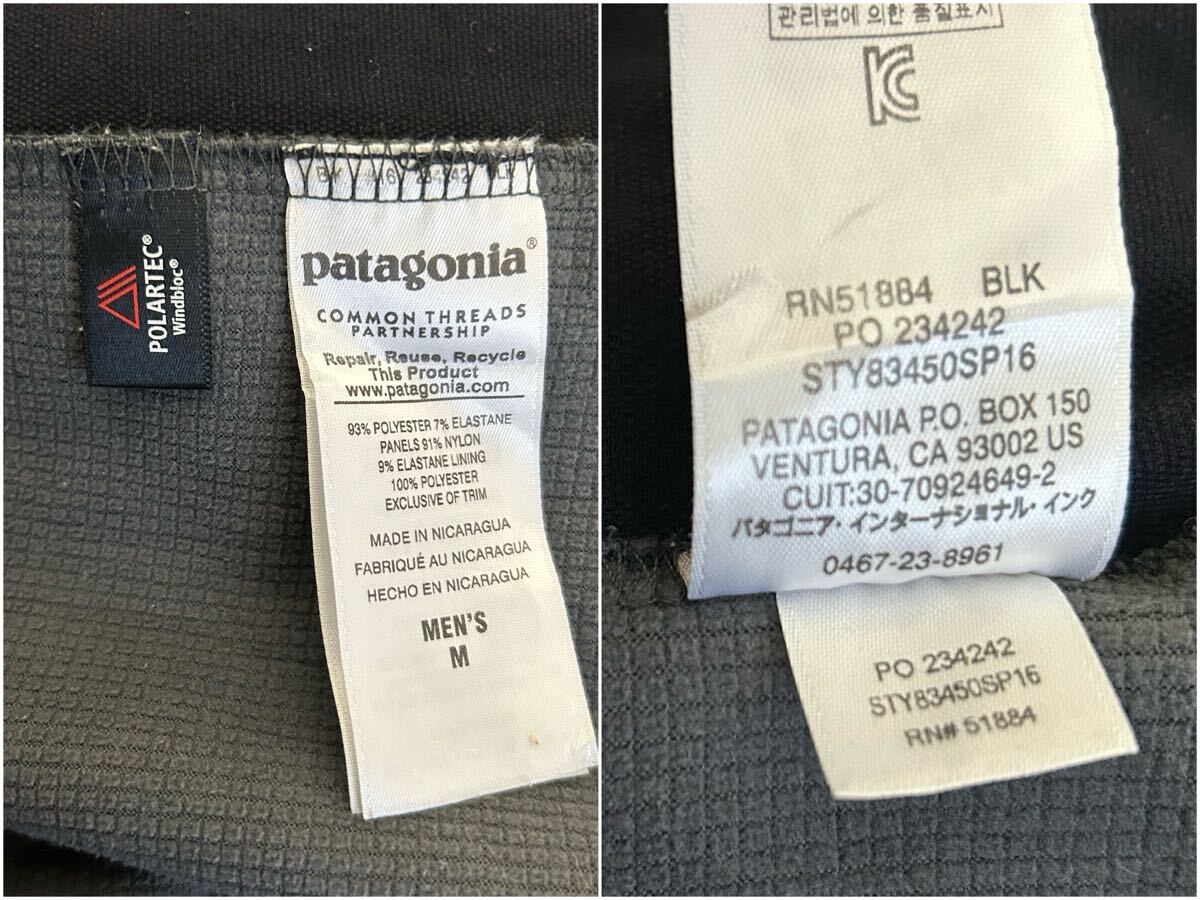 POLARTEC®
Windbloc®
patagonia®
COMMON THREADS
PARTNERSHIP
Repair, Reuse, Recycle
This Product
www.patagonia.com
93% POLYESTER 7% ELASTANE
PANELS 91% NYLON
9% ELASTANE LINING
100% POLYESTER
EXCLUSIVE OF TRIM
MADE IN NICARAGUA
FABRIQUÉ AU NICARAGUA
HECHO EN NICARAGUA
MEN'S
M
관리법에 의한 품질표시
KC
RN51884 BLK
PO 234242
STY83450SP16
PATAGONIA P.O. BOX 150
VENTURA, CA 93002 US
CUIT:30-70924649-2
パタゴニア・インターナショナル・インク
0467-23-8961
PO 234242
STY83450SP16
RN# 51884